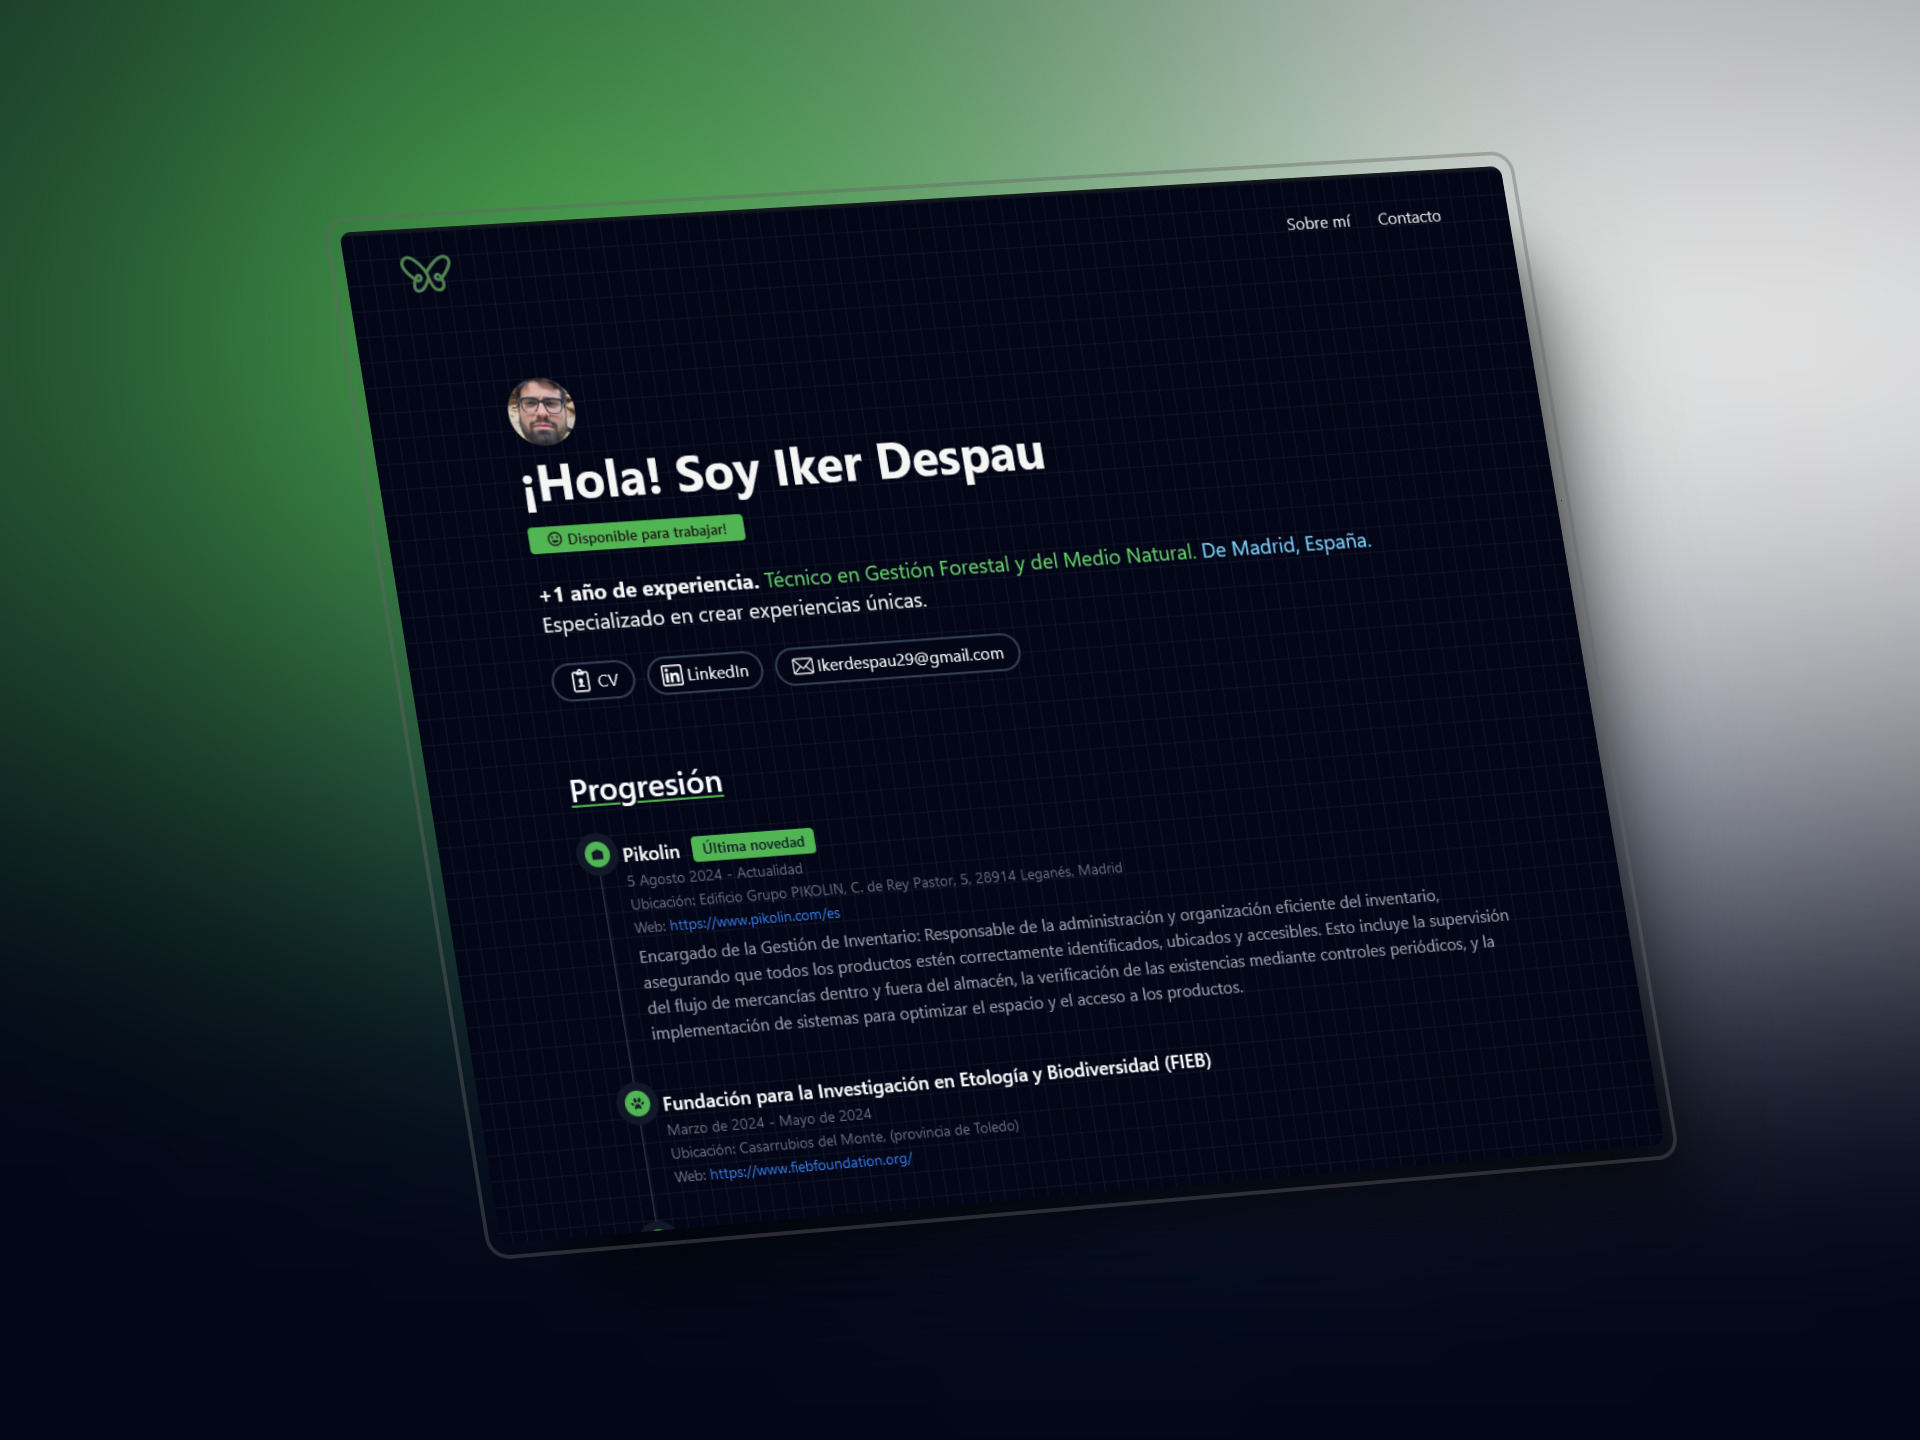 Sobre mí Contacto
¡Hola! Soy Iker Despau
Disponible para trabajar!
+1 año de experiencia. Técnico en Gestión Forestal y del Medio Natural. De Madrid, España.
Especializado en crear experiencias únicas.
CV LinkedIn Ikerdespau29@gmail.com
Progresión
Pikolin Última novedad
5 Agosto 2024 - Actualidad
Ubicación: Edificio Grupo PIKOLIN, C. de Rey Pastor, 5, 28914 Leganés, Madrid
Web: https://www.pikolin.com/es
Encargado de la Gestión de Inventario: Responsable de la administración y organización eficiente del inventario,
asegurando que todos los productos estén correctamente identificados, ubicados y accesibles. Esto incluye la supervisión
del flujo de mercancías dentro y fuera del almacén, la verificación de las existencias mediante controles periódicos, y la
implementación de sistemas para optimizar el espacio y el acceso a los productos.
Fundación para la Investigación en Etología y Biodiversidad (FIEB)
Marzo de 2024 - Mayo de 2024
Ubicación: Casarrubios del Monte, (provincia de Toledo)
Web: https://www.fiebfoundation.org/